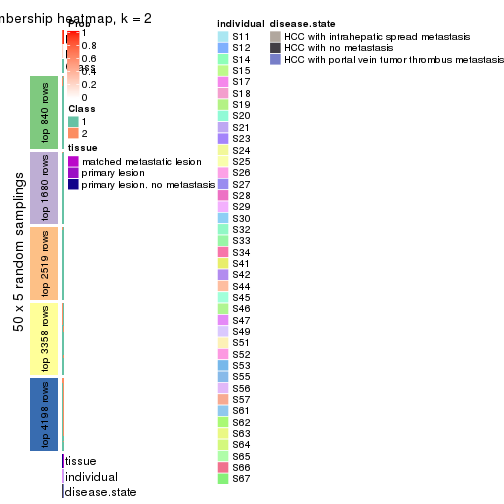 mbership heatmap, k = 2
Prob
1
0.8
0.6
0.4
0.2
0
Class
1
2
tissue
matched metastatic lesion
primary lesion
primary lesion. no metastasis
individual
S11
S12
S14
S15
S17
S18
S19
S20
S21
S23
S24
S25
S26
S27
S28
S29
S30
S32
S33
S34
S41
S42
S44
S45
S46
S47
S49
S51
S52
S53
S55
S56
S57
S61
S62
S63
S64
S65
S66
S67
disease.state
HCC with intrahepatic spread metastasis
HCC with no metastasis
HCC with portal vein tumor thrombus metastasis
50 x 5 random samplings
top 840 rows
top 1680 rows
top 2519 rows
top 3358 rows
top 4198 rows
tissue
individual
disease.state